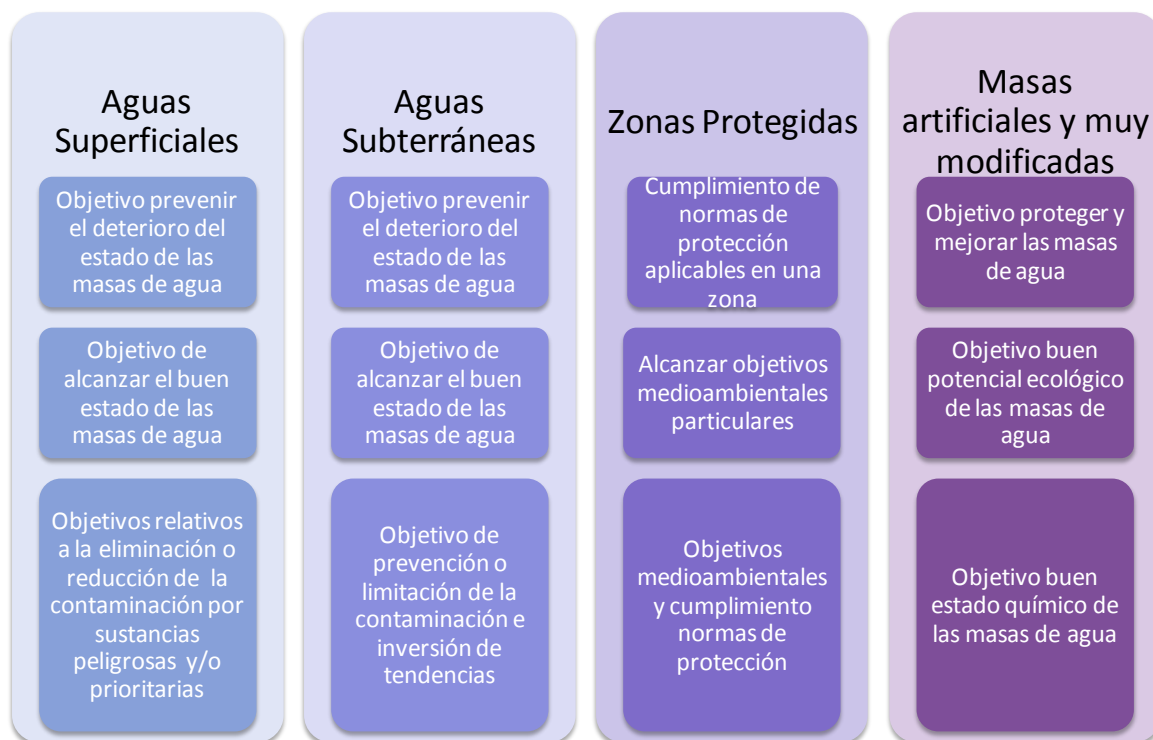 Aguas
Superficiales
Objetivo prevenir
el deterioro del
estado de las
masas de agua
Objetivo de
alcanzar el buen
estado de las
masas de agua
Objetivos relativos
a la eliminación o
reducción de la
contaminación por
sustancias
peligrosas y/o
prioritarias
Aguas
Subterráneas
Objetivo prevenir
el deterioro del
estado de las
masas de agua
Objetivo de
alcanzar el buen
estado de las
masas de agua
Objetivo de
prevención o
limitación de la
contaminación e
inversión de
tendencias
Zonas Protegidas
Cumplimiento de
normas de
protección
aplicables en una
zona
Alcanzar objetivos
medioambientales
particulares
Objetivos
medioambientales
y cumplimiento
normas de
protección
Masas
artificiales y muy
modificadas
Objetivo proteger y
mejorar las masas
de agua
Objetivo buen
potencial ecológico
de las masas de
agua
Objetivo buen
estado químico de
las masas de agua